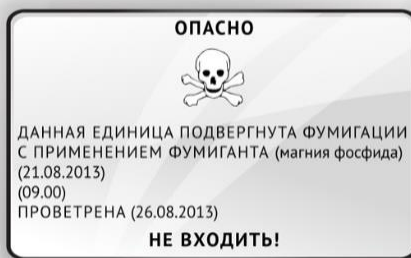 ОПАСНО
ДАННАЯ ЕДИНИЦА ПОДВЕРГНУТА ФУМИГАЦИИ
С ПРИМЕНЕНИЕМ ФУМИГАНТА (магния фосфида)
(21.08.2013)
(09.00)
ПРОВЕТРЕНА (26.08.2013)
НЕ ВХОДИТЬ!